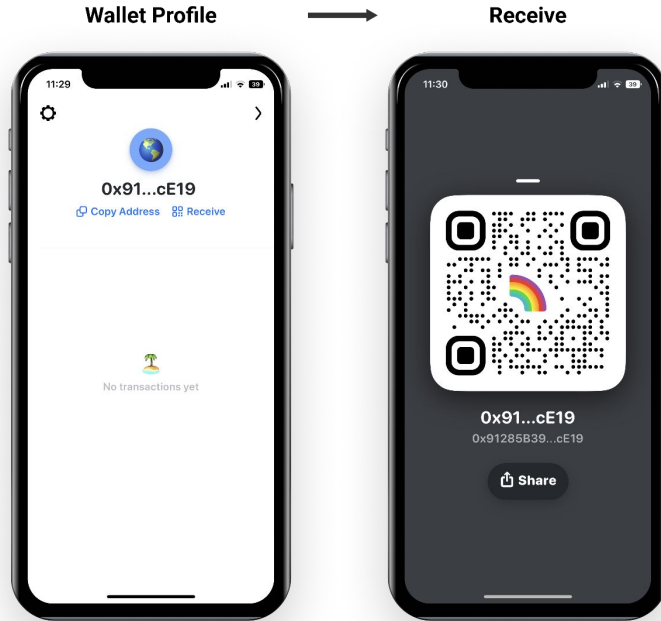 Wallet Profile
Receive
11:29
39
0x91...cE19
Copy Address
Receive
No transactions yet
11:30
39
0x91...cE19
0x91285B39...cE19
Share